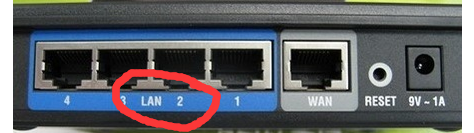 4 3 LAN 2 1 WAN RESET 9V ~ 1A